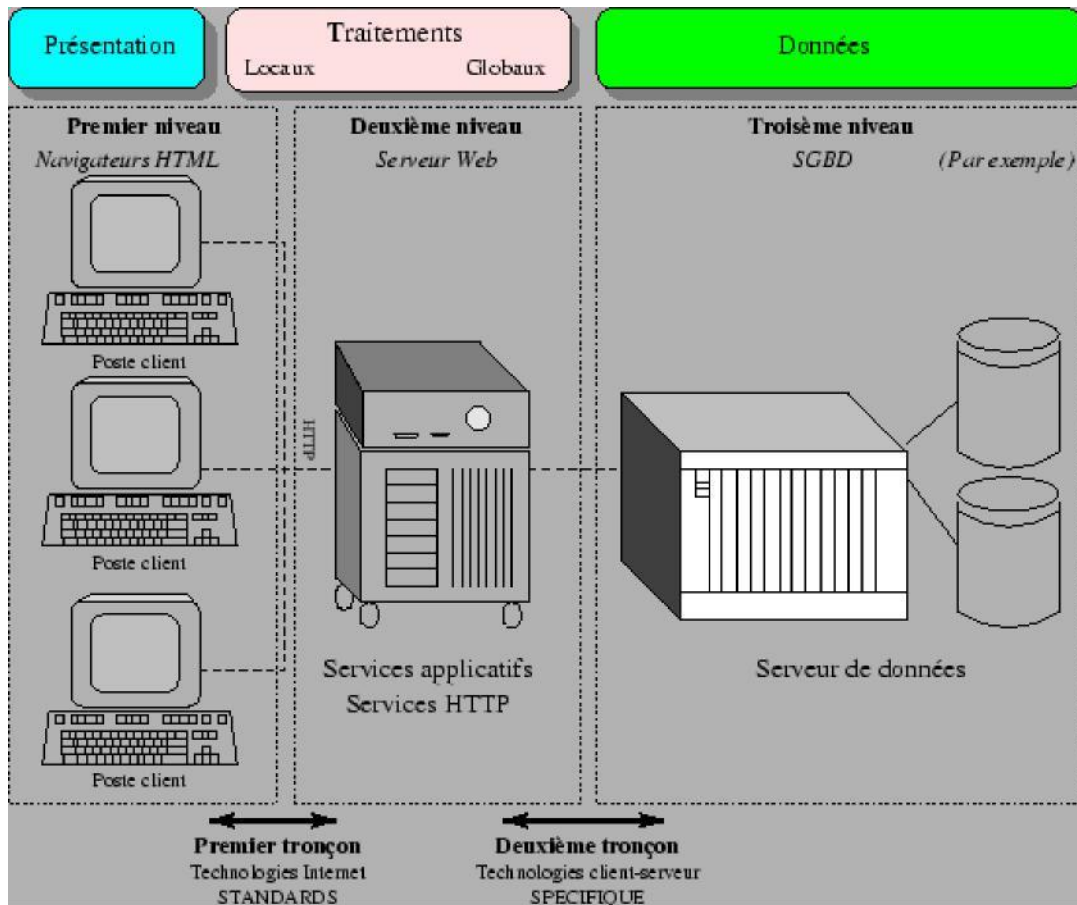 Présentation
Traitements
Locaux Globaux
Données
Premier niveau
Navigateurs HTML
Deuxième niveau
Serveur Web
Troisème niveau
SGBD (Par exemple)
Poste client
Poste client
Poste client
HTTP
Services applicatifs
Services HTTP
Serveur de données
Premier tronçon
Technologies Internet
STANDARDS
Deuxième tronçon
Technologies client-serveur
SPECIFIQUE